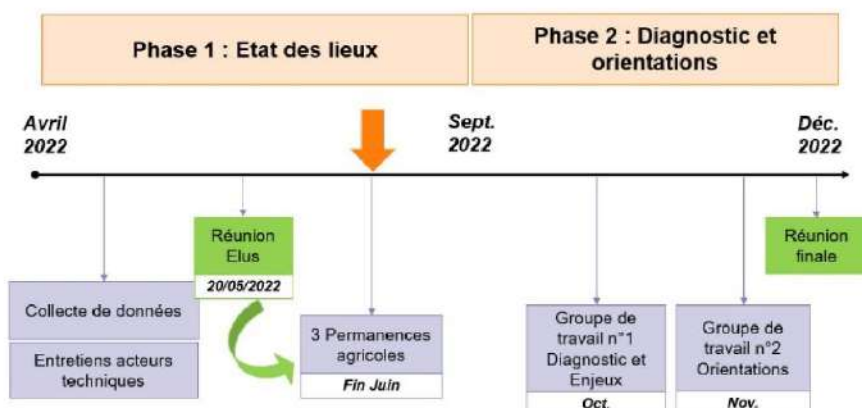 Phase 1 : Etat des lieux
Phase 2 : Diagnostic et
orientations
Avril
2022
Sept.
2022
Déc.
2022
Réunion
Elus
20/05/2022
Réunion
finale
Collecte de données
Entretiens acteurs
techniques
3 Permanences
agricoles
Fin Juin
Groupe de
travail n°1
Diagnostic et
Enjeux
Oct.
Groupe de
travail n°2
Orientations
Nov.